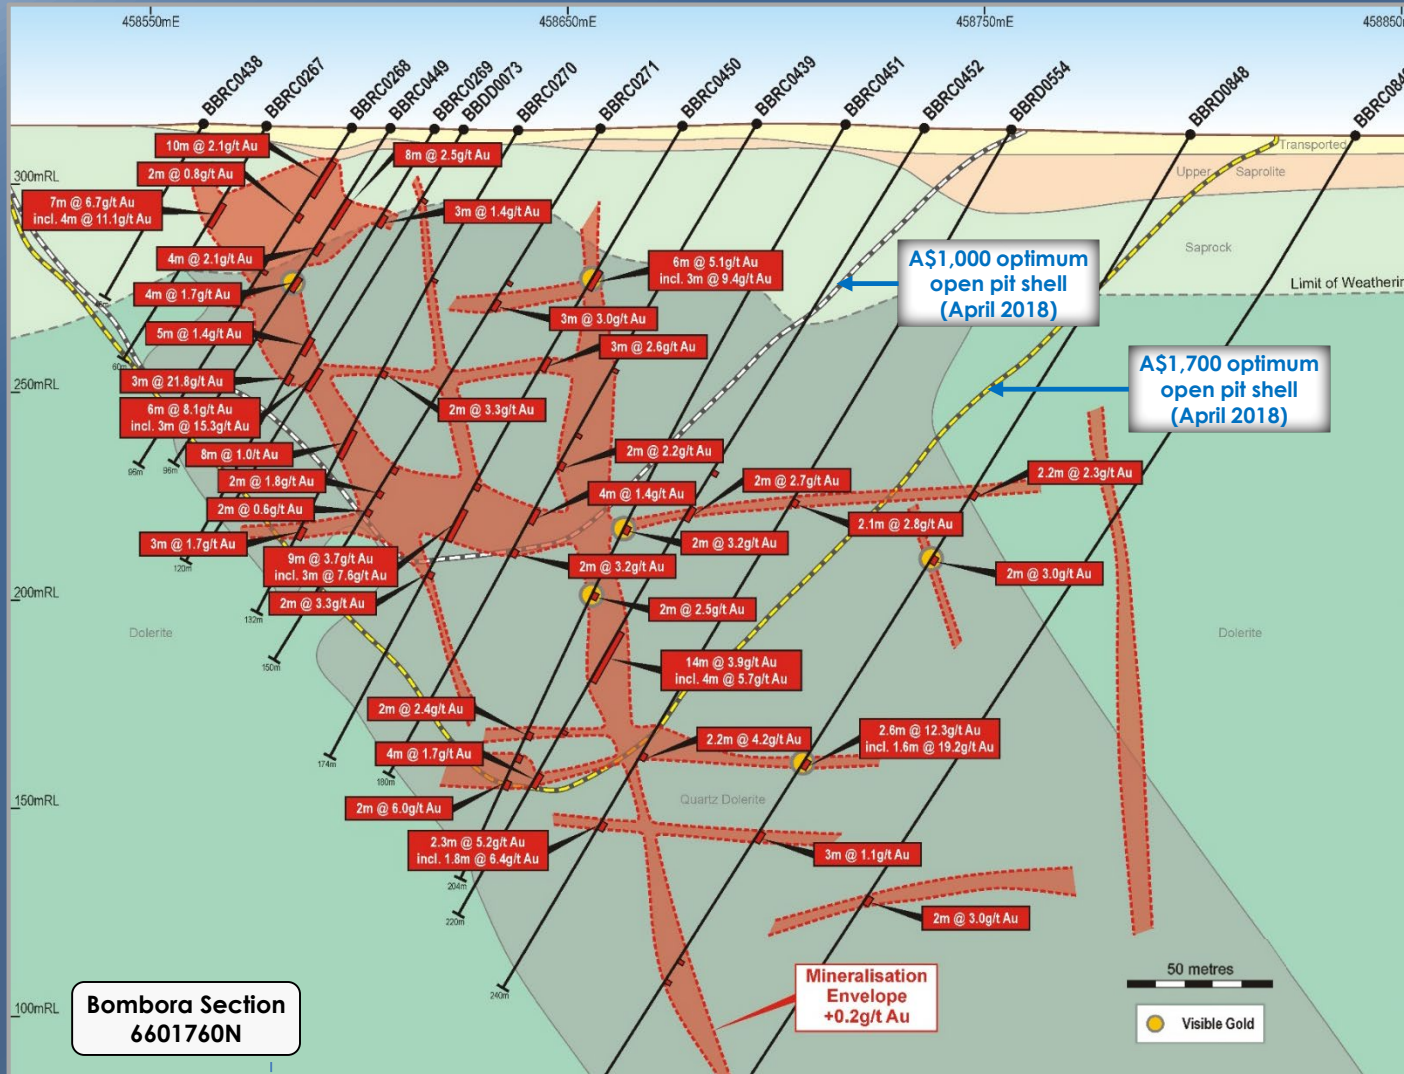 458550mE
458650mE
458750mE
458850
BBRC0438
BBRC0267
BBRC0268
BBRC0449
BBRC0269
BBDD0073
BBRC0270
BBRC0271
BBRC0450
BBRC0439
BBRC0451
BBRC0452
BBRD0554
BBRD0848
BBRC084
10m @ 2.1g/t Au
8m @ 2.5g/t Au
Transported
2m @ 0.8g/t Au
Upper Saprolite
300mRL
7m @ 6.7g/t Au
incl. 4m @ 11.1g/t Au
3m @ 1.4g/t Au
Saprock
4m @ 2.1g/t Au
6m @ 5.1g/t Au
incl. 3m @ 9.4g/t Au
A$1,000 optimum
open pit shell
(April 2018)
Limit of Weatherin
4m @ 1.7g/t Au
3m @ 3.0g/t Au
5m @ 1.4g/t Au
3m @ 2.6g/t Au
60m
A$1,700 optimum
open pit shell
(April 2018)
250mRL
3m @ 21.8g/t Au
6m @ 8.1g/t Au
incl. 3m @ 15.3g/t Au
2m @ 3.3g/t Au
8m @ 1.0/t Au
2m @ 2.2g/t Au
95m
96m
2m @ 1.8g/t Au
2m @ 2.7g/t Au
2.2m @ 2.3g/t Au
4m @ 1.4g/t Au
2m @ 0.6g/t Au
2.1m @ 2.8g/t Au
3m @ 1.7g/t Au
2m @ 3.2g/t Au
9m @ 3.7g/t Au
incl. 3m @ 7.6g/t Au
2m @ 3.2g/t Au
120m
2m @ 3.0g/t Au
200mRL
2m @ 3.3g/t Au
2m @ 2.5g/t Au
132m
Dolerite
Dolerite
150m
14m @ 3.9g/t Au
incl. 4m @ 5.7g/t Au
2m @ 2.4g/t Au
2.2m @ 4.2g/t Au
2.6m @ 12.3g/t Au
incl. 1.6m @ 19.2g/t Au
4m @ 1.7g/t Au
174m
180m
150mRL
2m @ 6.0g/t Au
Quartz Dolerite
2.3m @ 5.2g/t Au
incl. 1.8m @ 6.4g/t Au
3m @ 1.1g/t Au
204m
220m
2m @ 3.0g/t Au
240m
Mineralisation
Envelope
+0.2g/t Au
50 metres
100mRL
Bombora Section
6601760N
Visible Gold